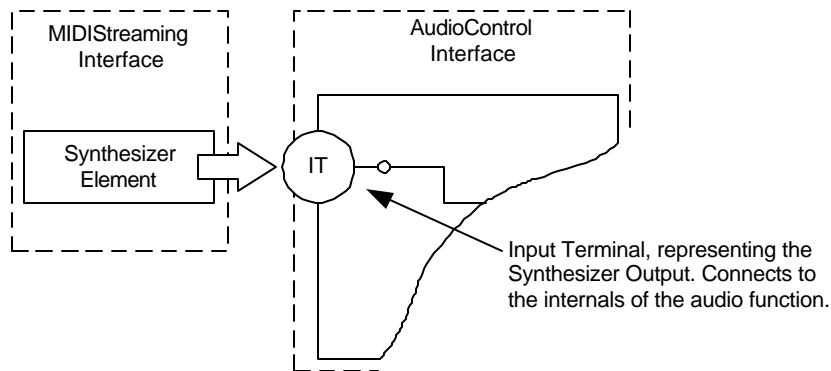 MIDIStreaming
Interface
AudioControl
Interface
Synthesizer
Element
IT
Input Terminal, representing the
Synthesizer Output. Connects to
the internals of the audio function.